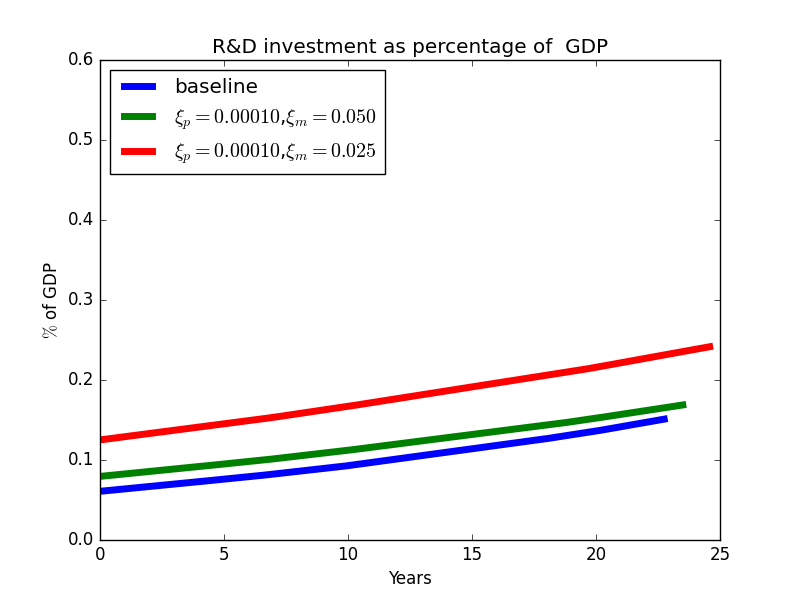 R&D investment as percentage of GDP
baseline
ξp = 0.00010,ξm = 0.050
ξp = 0.00010,ξm = 0.025
% of GDP
0.6
0.5
0.4
0.3
0.2
0.1
0.0
0 5 10 15 20 25
Years